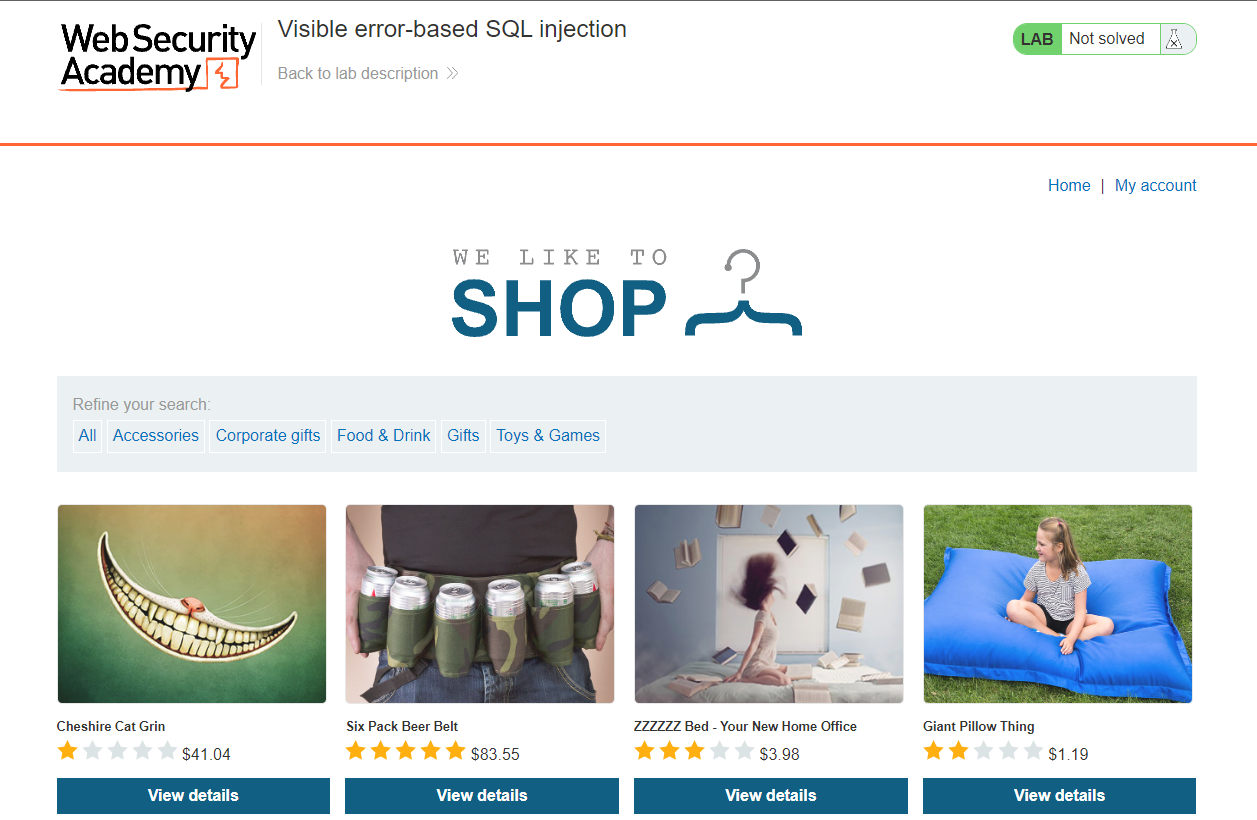 Web Security
Academy
Visible error-based SQL injection
Back to lab description
LAB Not solved
Home | My account
WE LIKE TO
SHOP
Refine your search:
All Accessories Corporate gifts Food & Drink Gifts Toys & Games
Cheshire Cat Grin Six Pack Beer Belt ZZZZZZ Bed - Your New Home Office Giant Pillow Thing
$41.04 $83.55 $3.98 $1.19
View details View details View details View details